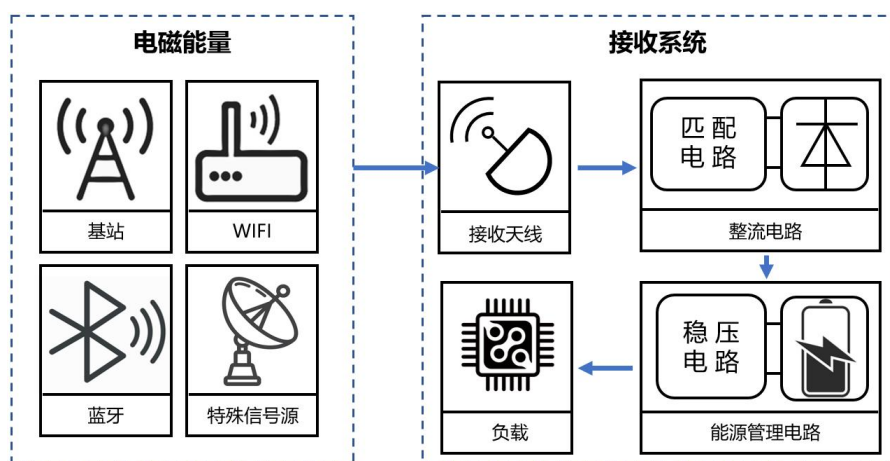 电磁能量
基站
WIFI
蓝牙
特殊信号源
接收系统
接收天线
匹 配
电 路
整流电路
稳 压
电 路
能源管理电路
负载